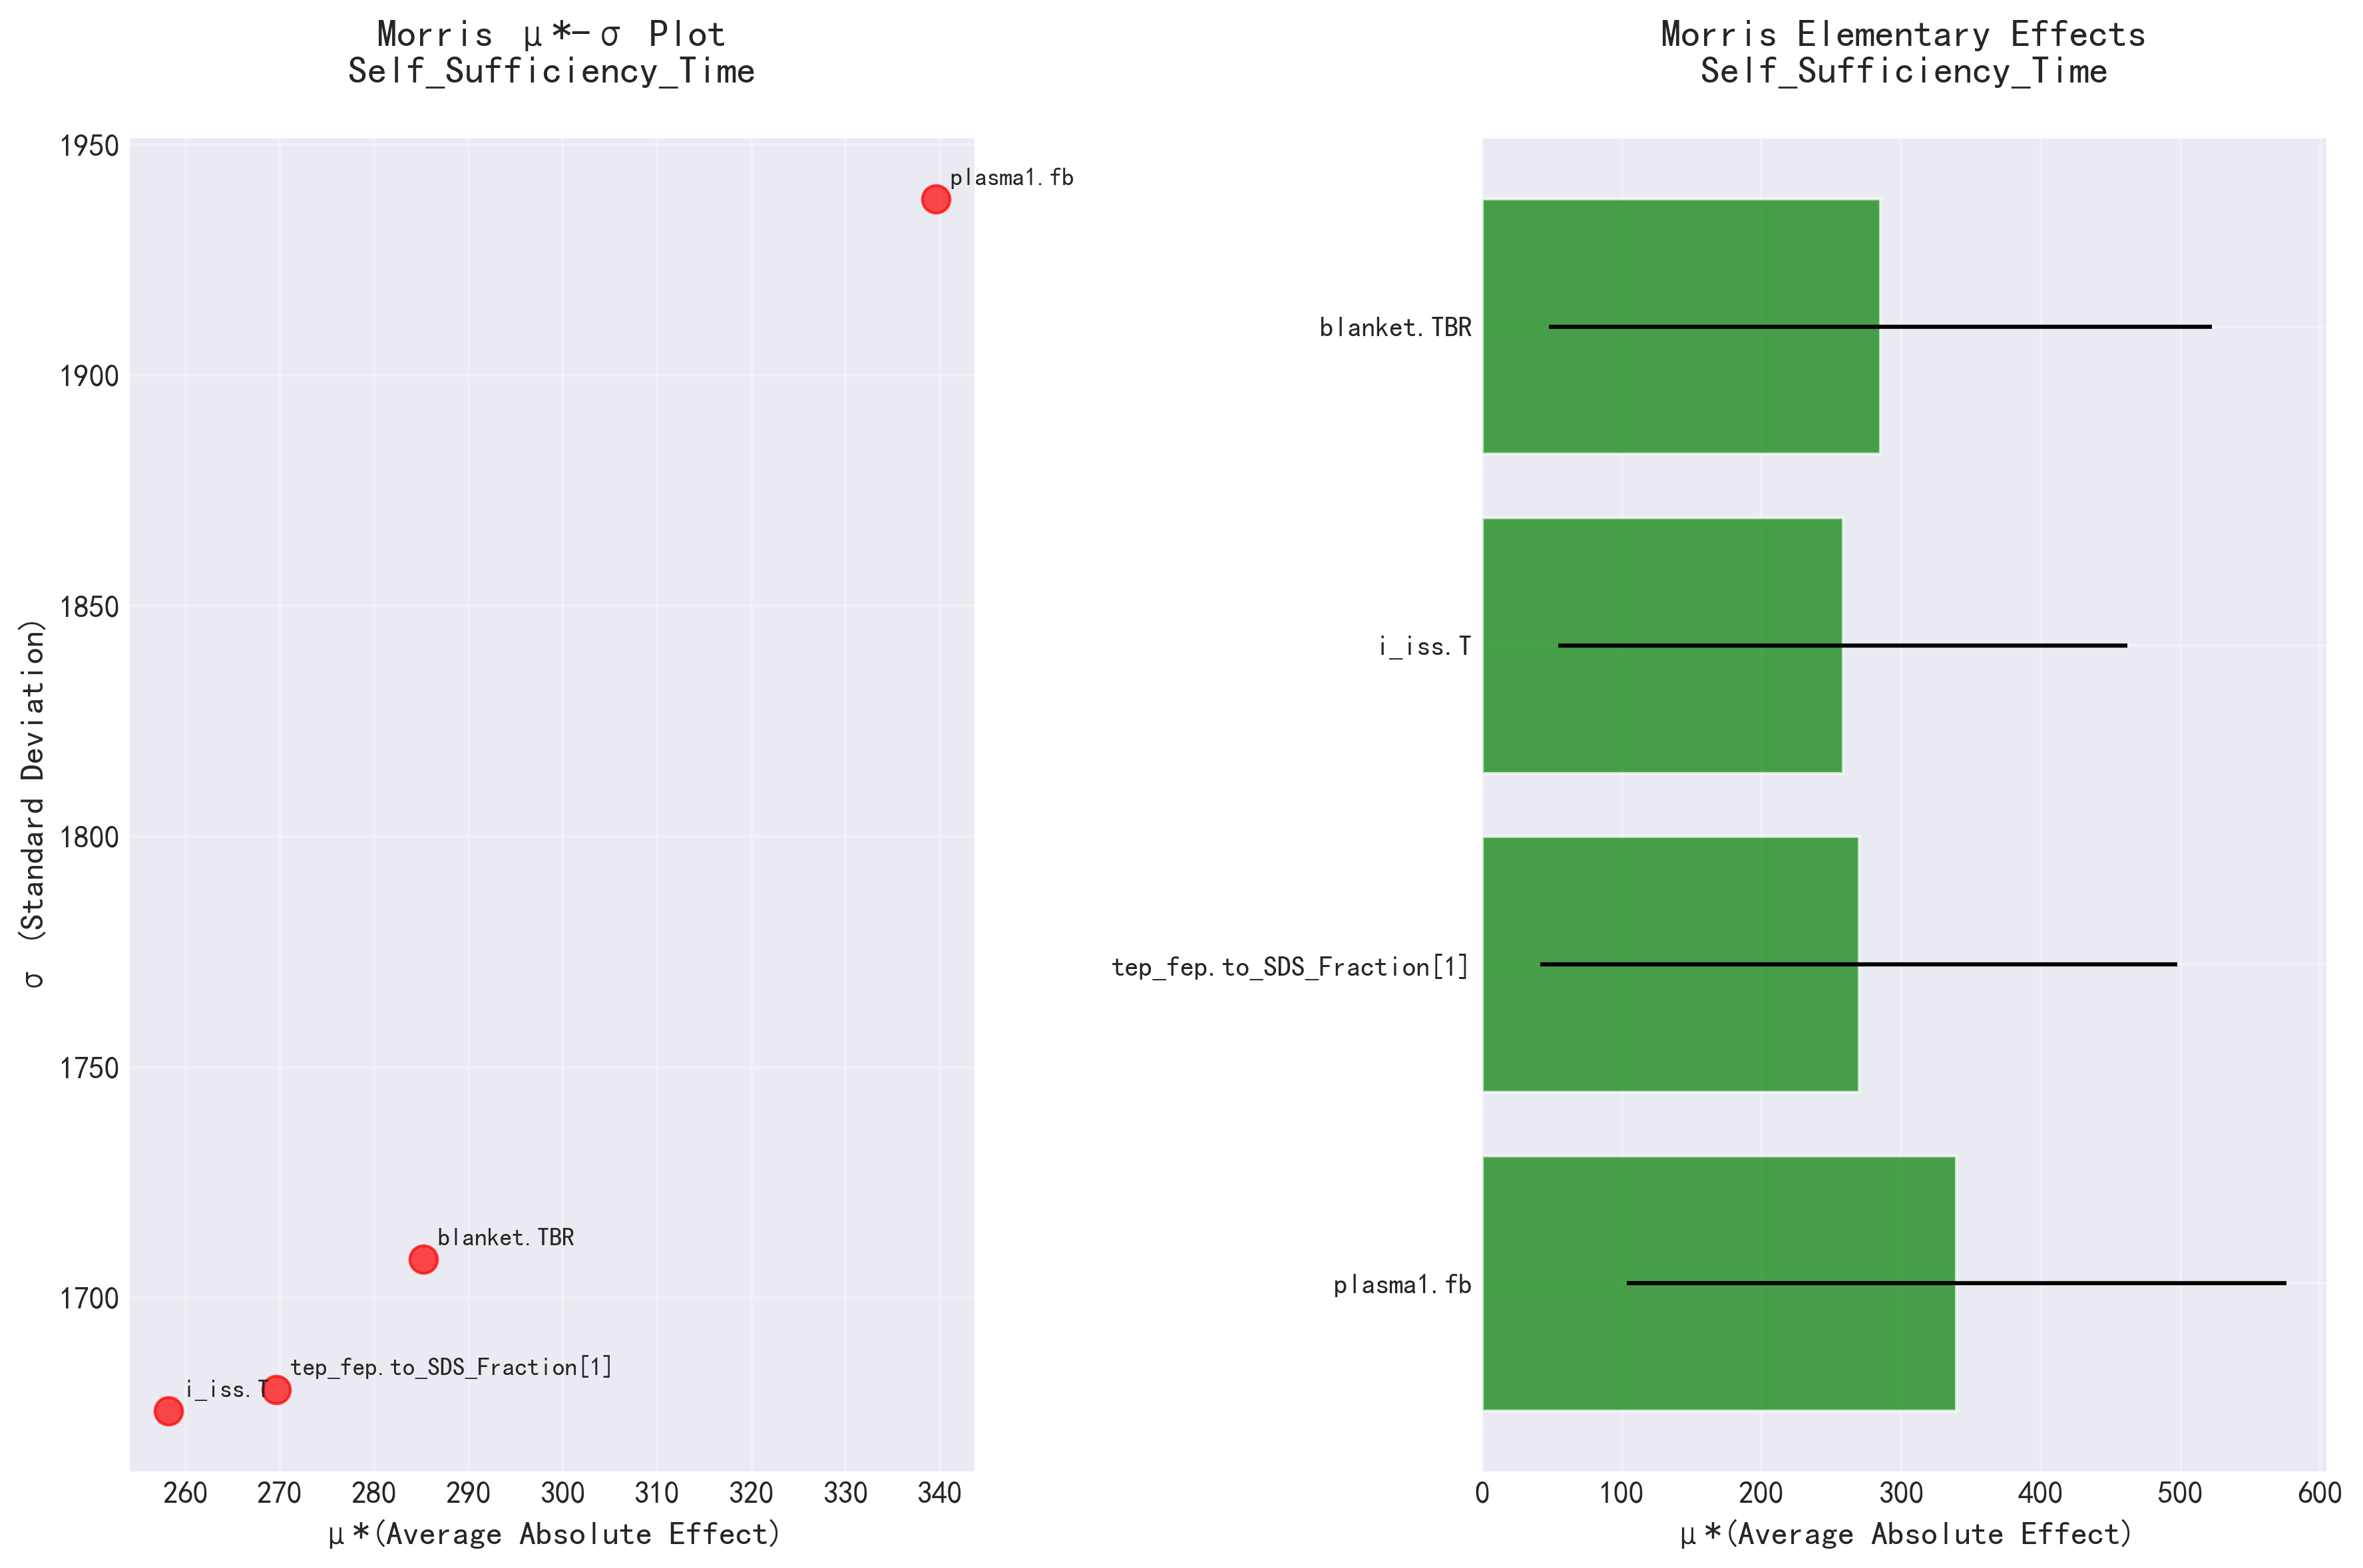 Morris μ*-σ Plot
Self_Sufficiency_Time
1950
1900
1850
1800
1750
1700
σ (Standard Deviation)
plasma1.fb
blanket.TBR
tep_fep.to_SDS_Fraction[1]
i_iss.T
260 270 280 290 300 310 320 330 340
μ*(Average Absolute Effect)
Morris Elementary Effects
Self_Sufficiency_Time
blanket.TBR
i_iss.T
tep_fep.to_SDS_Fraction[1]
plasma1.fb
0 100 200 300 400 500 600
μ*(Average Absolute Effect)